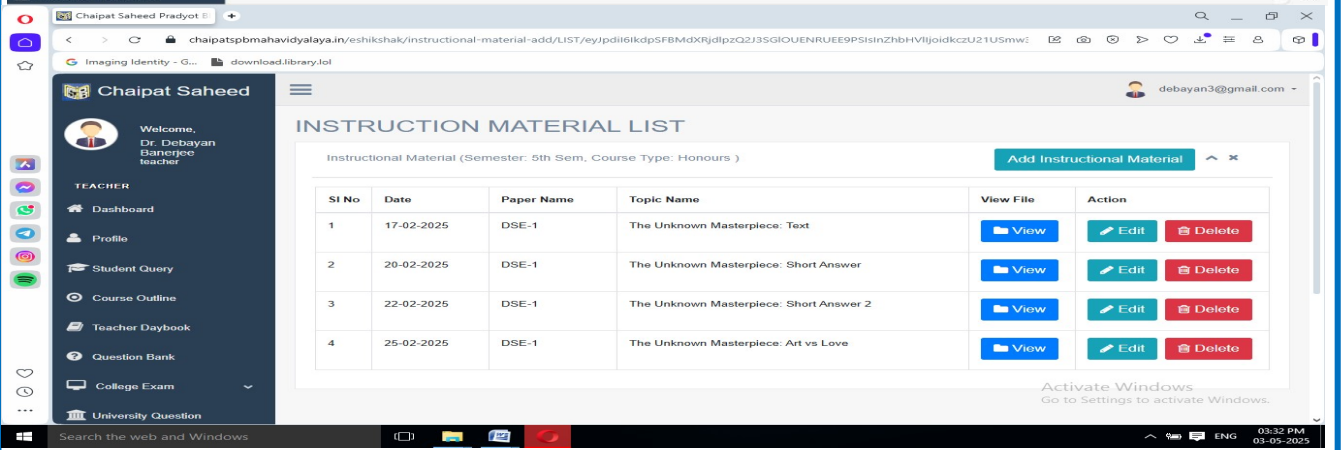 Chaipat Saheed Pradyot B
chaipatspbmahavidyalaya.in/eshikshak/instructional-material-add/LIST/
Imaging Identity - G...
download.library.lol
Chaipat Saheed
debayan3@gmail.com
Welcome,
Dr. Debayan
Banerjee
teacher
TEACHER
Dashboard
Profile
Student Query
Course Outline
Teacher Daybook
Question Bank
College Exam
University Question
INSTRUCTION MATERIAL LIST
Instructional Material (Semester: 5th Sem, Course Type: Honours )
Add Instructional Material
Sl No Date Paper Name Topic Name View File Action
1 17-02-2025 DSE-1 The Unknown Masterpiece: Text View Edit Delete
2 20-02-2025 DSE-1 The Unknown Masterpiece: Short Answer View Edit Delete
3 22-02-2025 DSE-1 The Unknown Masterpiece: Short Answer 2 View Edit Delete
4 25-02-2025 DSE-1 The Unknown Masterpiece: Art vs Love View Edit Delete
Activate Windows
Go to Settings to activate Windows.
Search the web and Windows
ENG
03:32 PM
03-05-2025